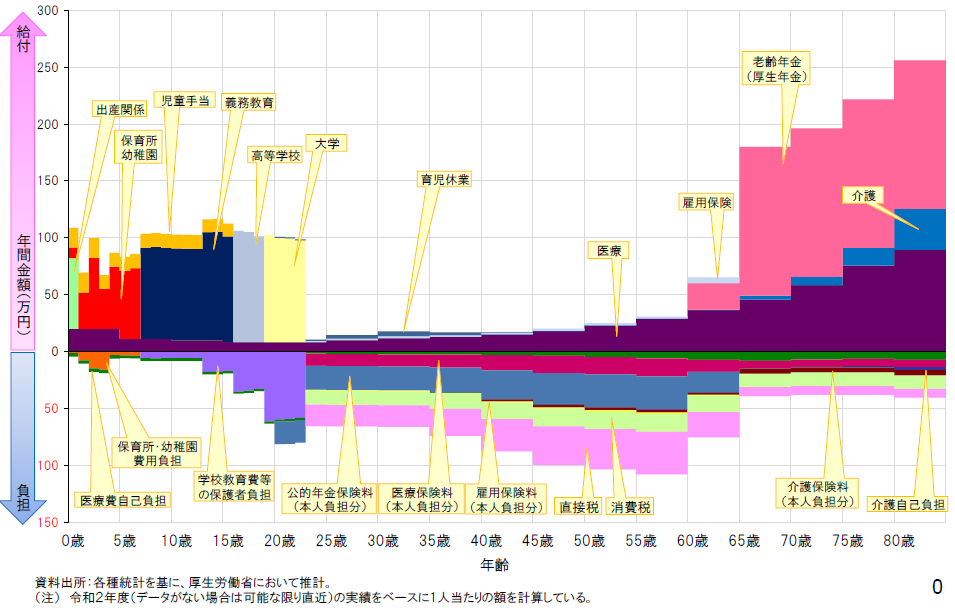 給付
年間金額(万円)
負担
300
250
200
150
100
50
0
50
100
150
出産関係
保育所
幼稚園
児童手当
義務教育
高等学校
大学
育児休業
医療
雇用保険
老齢年金
(厚生年金)
介護
医療費自己負担
保育所・幼稚園
費用負担
学校教育費等
の保護者負担
公的年金保険料
(本人負担分)
医療保険料
(本人負担分)
雇用保険料
(本人負担分)
直接税
消費税
介護保険料
(本人負担分)
介護自己負担
0歳 5歳 10歳 15歳 20歳 25歳 30歳 35歳 40歳 45歳 50歳 55歳 60歳 65歳 70歳 75歳 80歳
年齢
資料出所:各種統計を基に、厚生労働省において推計。
(注) 令和2年度(データがない場合は可能な限り直近)の実績をベースに1人当たりの額を計算している。
0